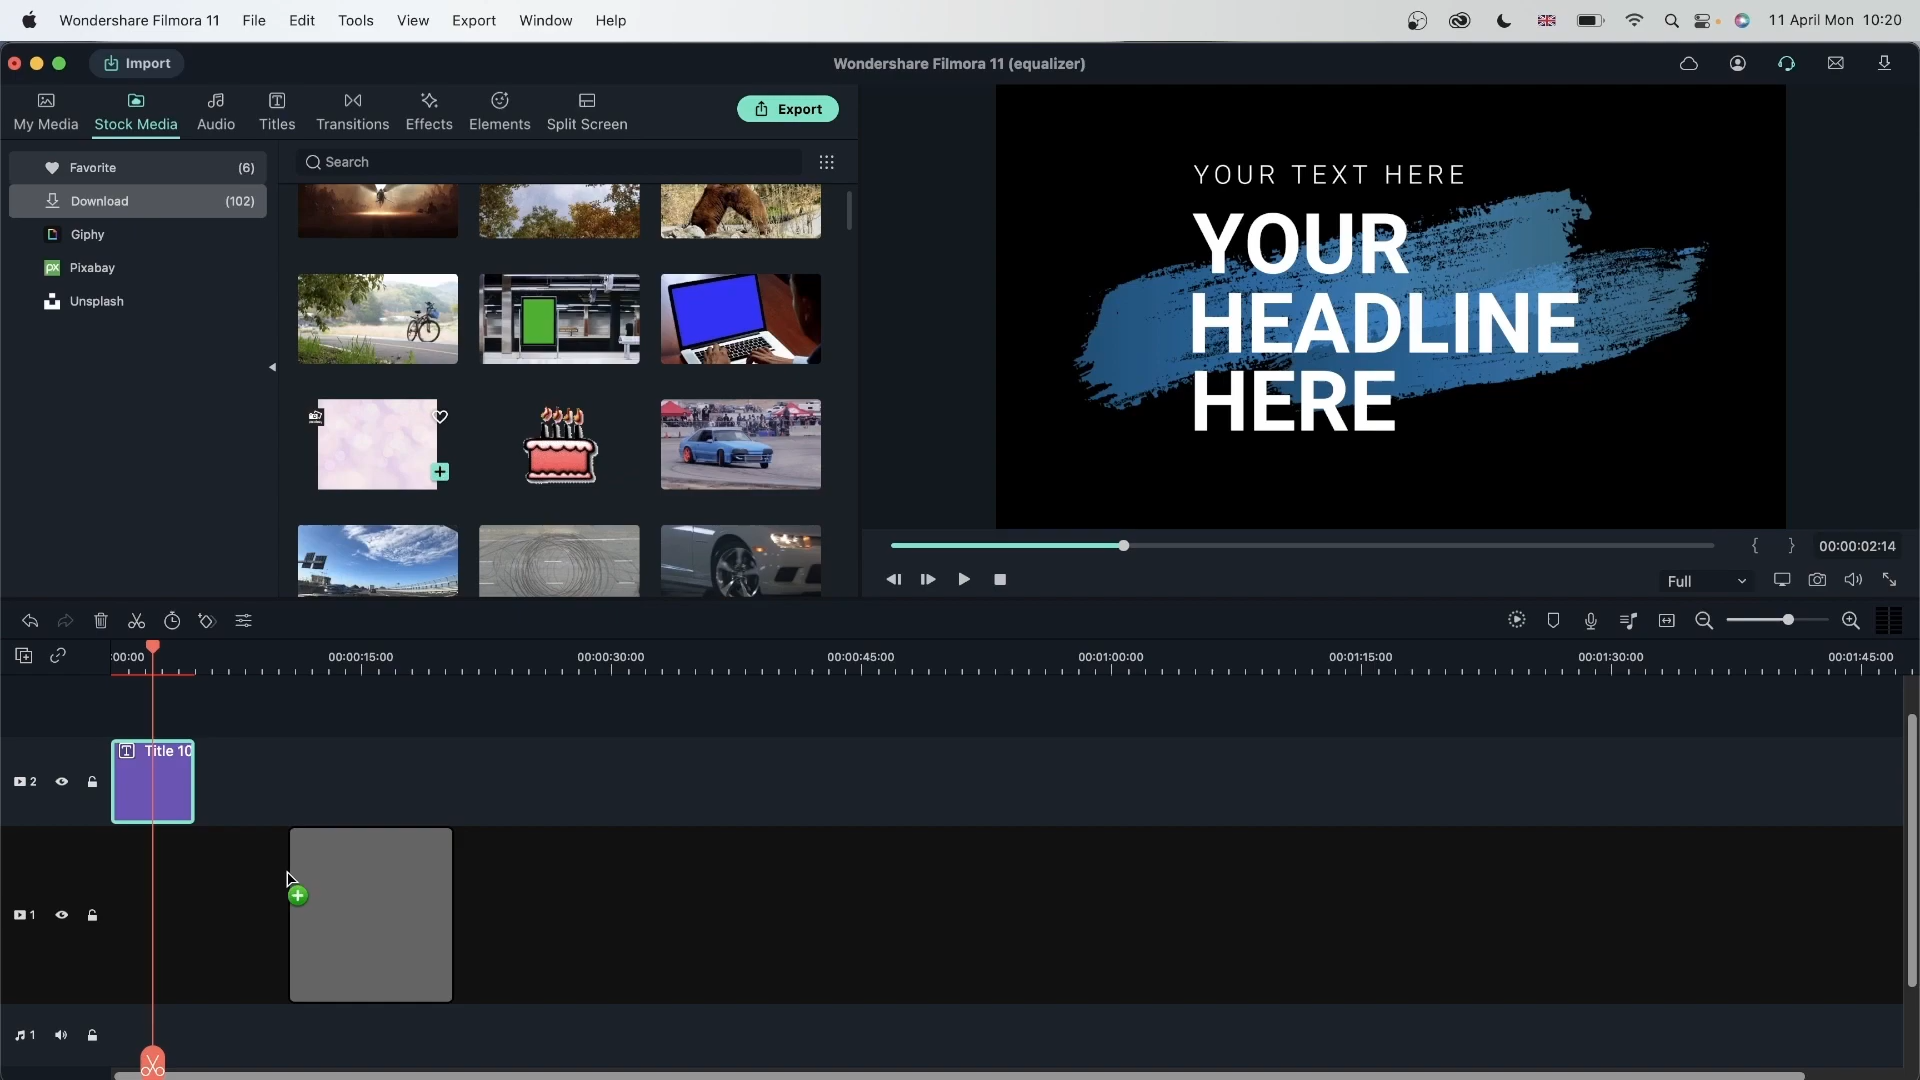 Wondershare Filmora 11 File Edit Tools View Export Window Help 11 April Mon 10:20
Import Wondershare Filmora 11 (equalizer)
My Media Stock Media Audio Titles Transitions Effects Elements Split Screen Export
Search
Favorite (6)
Download (102)
Giphy
px Pixabay
Unsplash
YOUR TEXT HERE
YOUR
HEADLINE
HERE
00:00:02:14
Full
:00:00 00:00:15:00 00:00:30:00 00:00:45:00 00:01:00:00 00:01:15:00 00:01:30:00 00:01:45:00
T Title 10
2
1
1